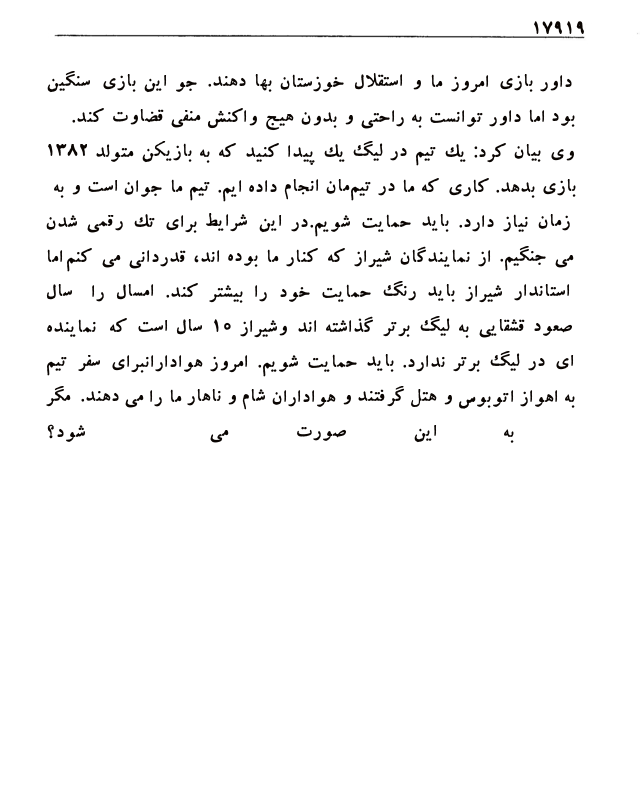 ۱۷۹۱۹
داور بازی امروز ما و استقلال خوزستان بها دهند. جو این بازی سنگین
بود اما داور توانست به راحتی و بدون هیچ واکنش منفی قضاوت کند.
وی بیان کرد: یك تیم در لیگ یك پیدا کنید که به بازیکن متولد ۱۳۸۲
بازی بدهد. کاری که ما در تیم‌مان انجام داده ایم. تیم ما جوان است و به
زمان نیاز دارد. باید حمایت شویم.در این شرایط برای تك رقمی شدن
می جنگیم. از نمایندگان شیراز که کنار ما بوده اند، قدردانی می کنم‌اما
استاندار شیراز باید رنگ حمایت خود را بیشتر کند. امسال را سال
صعود قشقایی به لیگ برتر گذاشته اند وشیراز ۱۵ سال است که نماینده
ای در لیگ برتر ندارد. باید حمایت شویم. امروز هوادارانبرای سفر تیم
به اهواز اتوبوس و هتل گرفتند و هواداران شام و ناهار ما را می دهند. مگر
به این صورت می شود؟